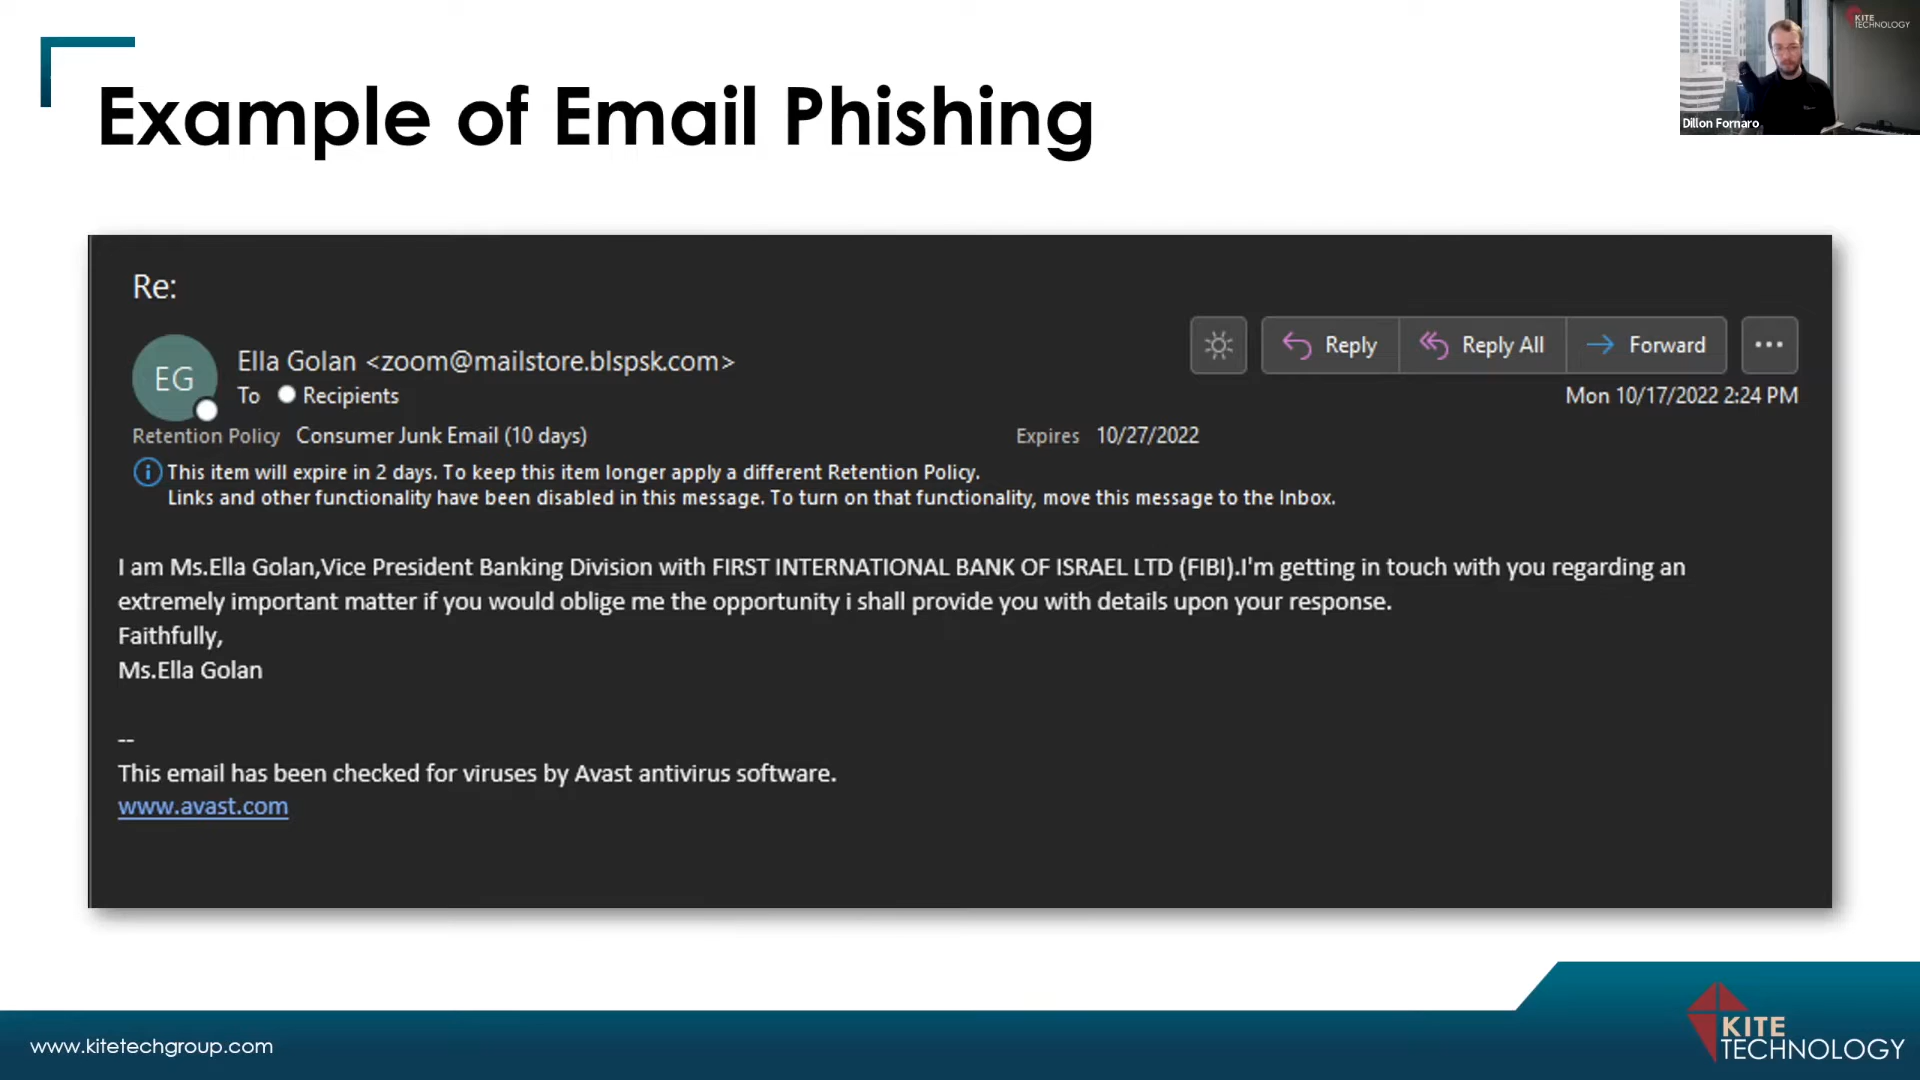 KITE
TECHNOLOGY
Dillon Fornaro
Example of Email Phishing
Re:
EG
Ella Golan <zoom@mailstore.blspsk.com>
To Recipients
Reply
Reply All
Forward
Mon 10/17/2022 2:24 PM
Retention Policy Consumer Junk Email (10 days)
Expires 10/27/2022
This item will expire in 2 days. To keep this item longer apply a different Retention Policy.
Links and other functionality have been disabled in this message. To turn on that functionality, move this message to the Inbox.
I am Ms.Ella Golan,Vice President Banking Division with FIRST INTERNATIONAL BANK OF ISRAEL LTD (FIBI).I'm getting in touch with you regarding an
extremely important matter if you would oblige me the opportunity i shall provide you with details upon your response.
Faithfully,
Ms.Ella Golan
--
This email has been checked for viruses by Avast antivirus software.
www.avast.com
www.kitetechgroup.com
KITE
TECHNOLOGY